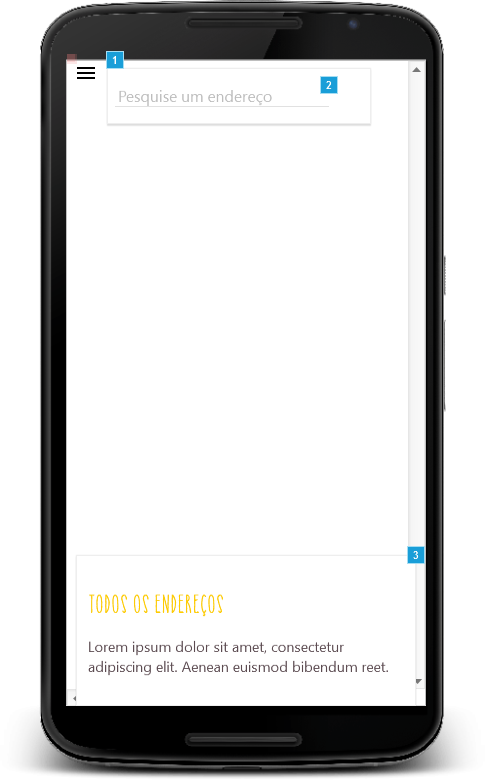 1
2
Pesquise um endereço
3
TODOS OS ENDEREÇOS
Lorem ipsum dolor sit amet, consectetur
adipiscing elit. Aenean euismod bibendum reet.